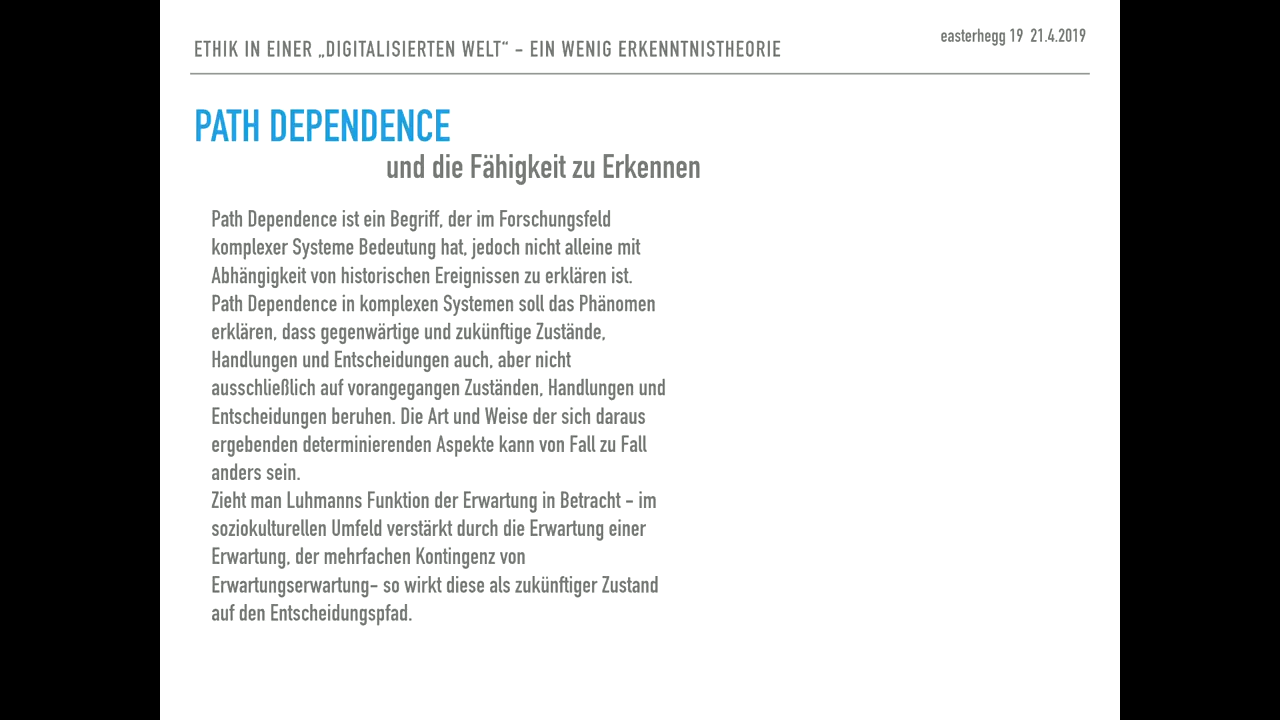 ETHIK IN EINER „DIGITALISIERTEN WELT“ – EIN WENIG ERKENNTNISTHEORIE
easterhegg 19 21.4.2019
PATH DEPENDENCE
und die Fähigkeit zu Erkennen
Path Dependence ist ein Begriff, der im Forschungsfeld
komplexer Systeme Bedeutung hat, jedoch nicht alleine mit
Abhängigkeit von historischen Ereignissen zu erklären ist.
Path Dependence in komplexen Systemen soll das Phänomen
erklären, dass gegenwärtige und zukünftige Zustände,
Handlungen und Entscheidungen auch, aber nicht
ausschließlich auf vorangegangen Zuständen, Handlungen und
Entscheidungen beruhen. Die Art und Weise der sich daraus
ergebenden determinierenden Aspekte kann von Fall zu Fall
anders sein.
Zieht man Luhmanns Funktion der Erwartung in Betracht – im
soziokulturellen Umfeld verstärkt durch die Erwartung einer
Erwartung, der mehrfachen Kontingenz von
Erwartungserwartung– so wirkt diese als zukünftiger Zustand
auf den Entscheidungspfad.